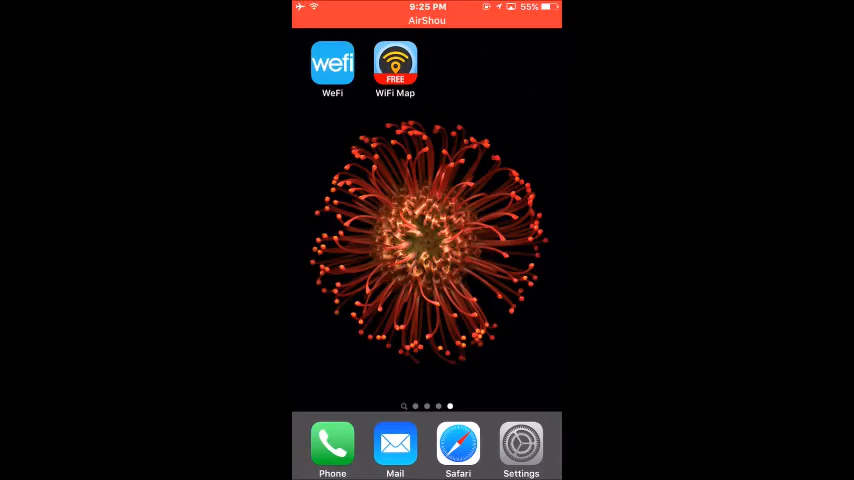 9:25 PM
55%
AirShou
wefi
FREE
WeFi
WiFi Map
Phone
Mail
Safari
Settings